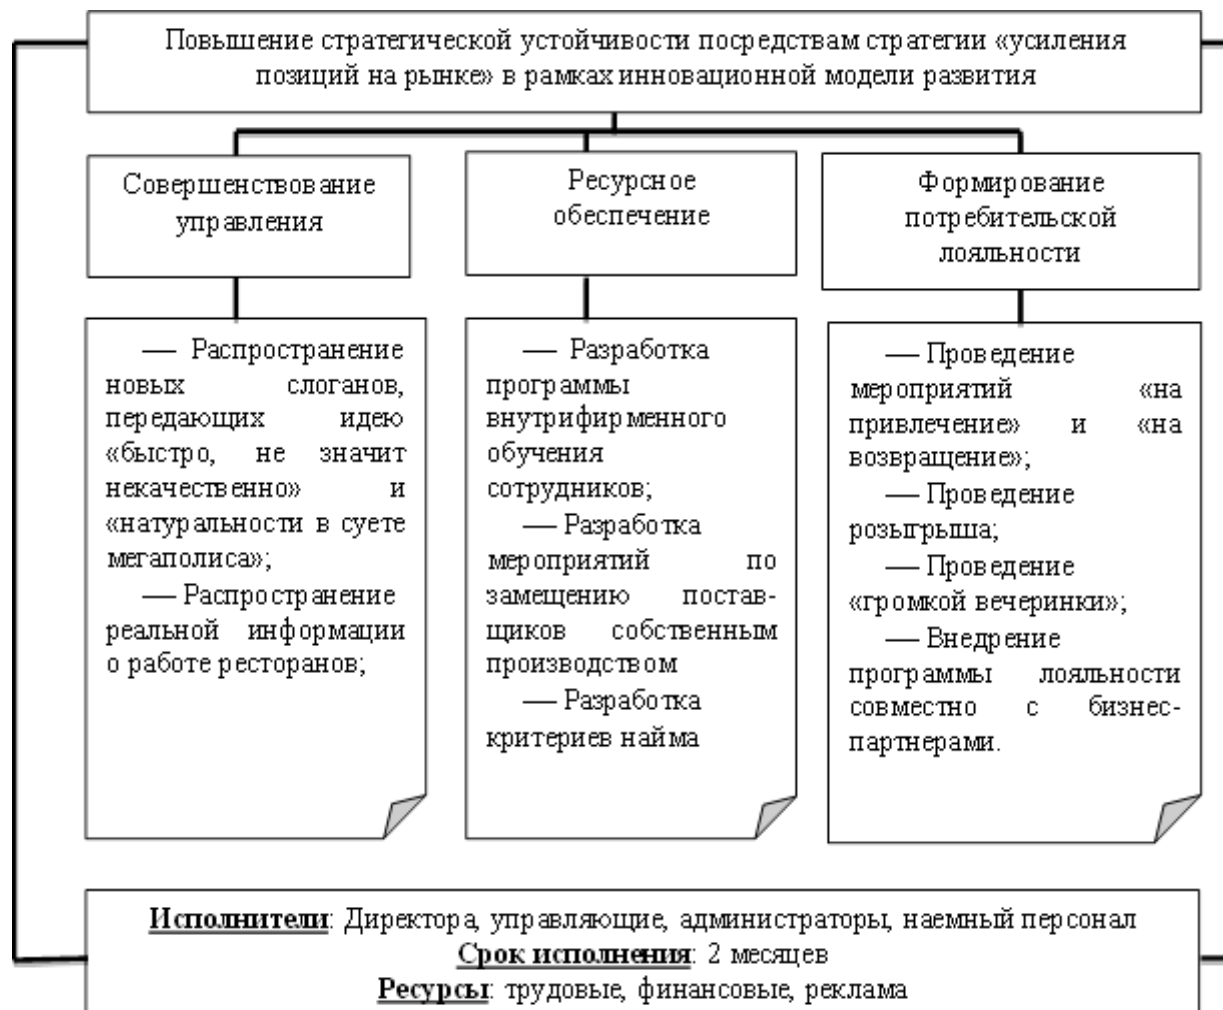 Повышение стратегической устойчивости посредствам стратегии «усиления
позиций на рынке» в рамках инновационной модели развития
Совершенствование
управления
Ресурсное
обеспечение
Формирование
потребительской
лояльности
— Распространение
новых слоганов,
передающих идею
«быстро, не значит
некачественно» и
«натуральности в суете
мегаполиса»;
— Распространение
реальной информации
о работе ресторанов;
— Разработка
программы
внутрифирменного
обучения
сотрудников;
— Разработка
мероприятий по
замещению постав-
щиков собственным
производством
— Разработка
критериев найма
— Проведение
мероприятий «на
привлечение» и «на
возвращение»;
— Проведение
розыгрыша;
— Проведение
«громкой вечеринки»;
— Внедрение
программы лояльности
совместно с бизнес-
партнерами.
Исполнители: Директора, управляющие, администраторы, наемный персонал
Срок исполнения: 2 месяцев
Ресурсы: трудовые, финансовые, реклама